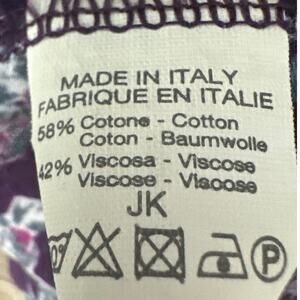 MADE IN ITALY
FABRIQUE EN ITALIE
58% Cotone - Cotton
Coton - Baumwolle
42% Viscosa - Viscose
Viscose - Viscose
JK
P